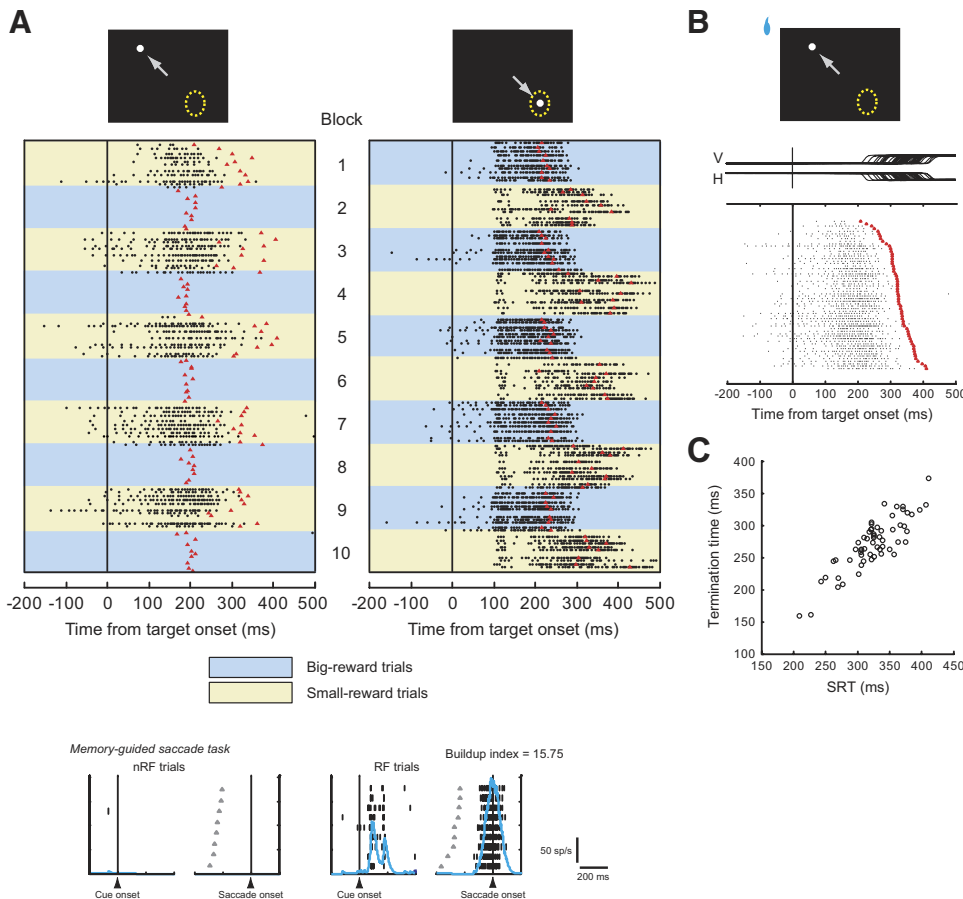 A
B
Block
1
2
3
4
5
6
7
8
9
10
-200 -100 0 100 200 300 400 500
Time from target onset (ms)
-200 -100 0 100 200 300 400 500
Time from target onset (ms)
Big-reward trials
Small-reward trials
V
H
-200 -100 0 100 200 300 400 500
Time from target onset (ms)
C
Termination time (ms)
400
350
300
250
200
150
100
150 200 250 300 350 400 450
SRT (ms)
Memory-guided saccade task
nRF trials
Cue onset
Saccade onset
Buildup index = 15.75
RF trials
Cue onset
Saccade onset
50 sp/s
200 ms